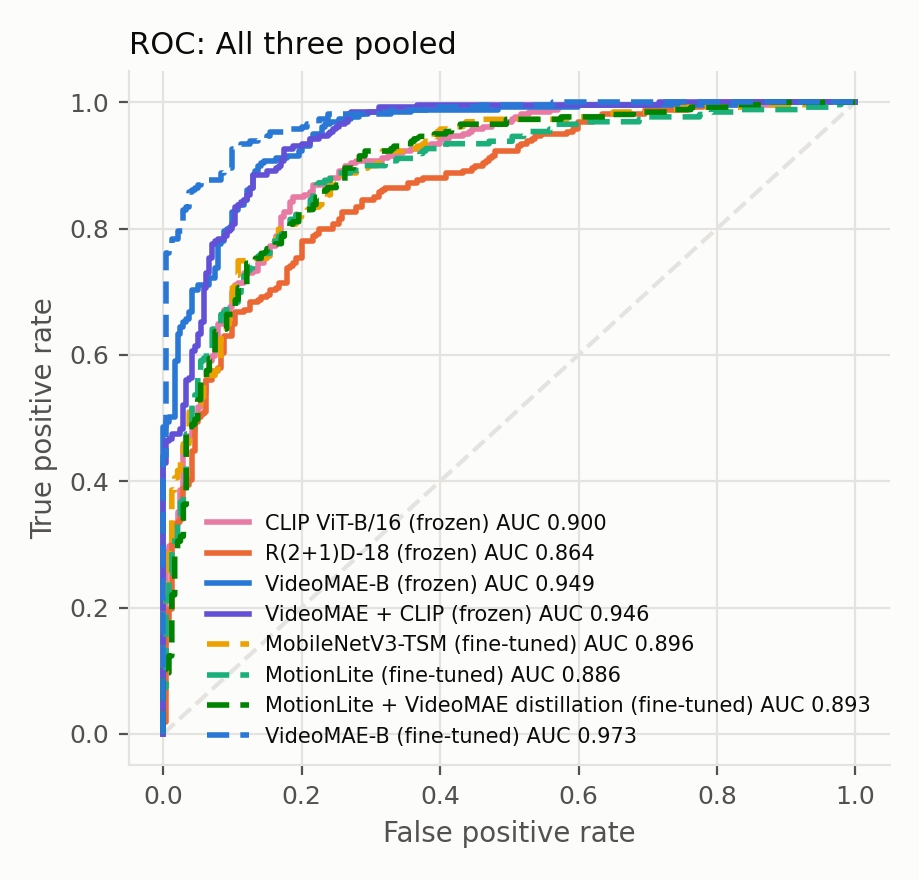 ROC: All three pooled
1.0
0.8
0.6
0.4
0.2
0.0
True positive rate
CLIP ViT-B/16 (frozen) AUC 0.900
R(2+1)D-18 (frozen) AUC 0.864
VideoMAE-B (frozen) AUC 0.949
VideoMAE + CLIP (frozen) AUC 0.946
MobileNetV3-TSM (fine-tuned) AUC 0.896
MotionLite (fine-tuned) AUC 0.886
MotionLite + VideoMAE distillation (fine-tuned) AUC 0.893
VideoMAE-B (fine-tuned) AUC 0.973
0.0 0.2 0.4 0.6 0.8 1.0
False positive rate